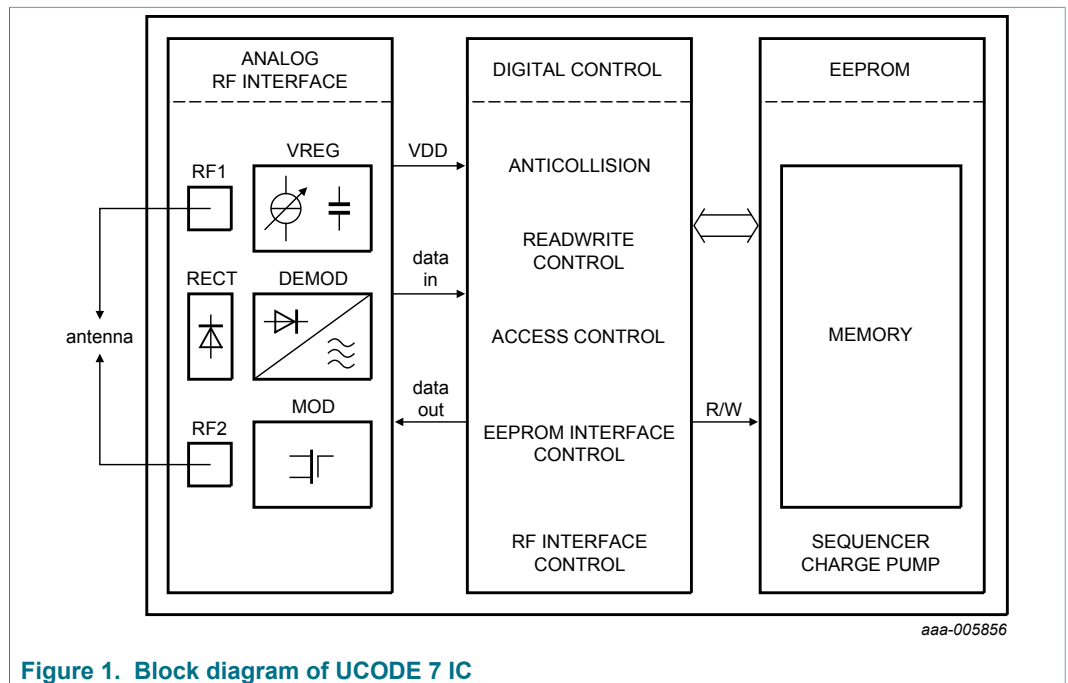 ANALOG
RF INTERFACE
RF1
VREG
RECT
DEMOD
antenna
RF2
MOD
VDD
data
in
data
out
DIGITAL CONTROL
ANTICOLLISION
READWRITE
CONTROL
ACCESS CONTROL
EEPROM INTERFACE
CONTROL
RF INTERFACE
CONTROL
R/W
EEPROM
MEMORY
SEQUENCER
CHARGE PUMP
aaa-005856
Figure 1. Block diagram of UCODE 7 IC